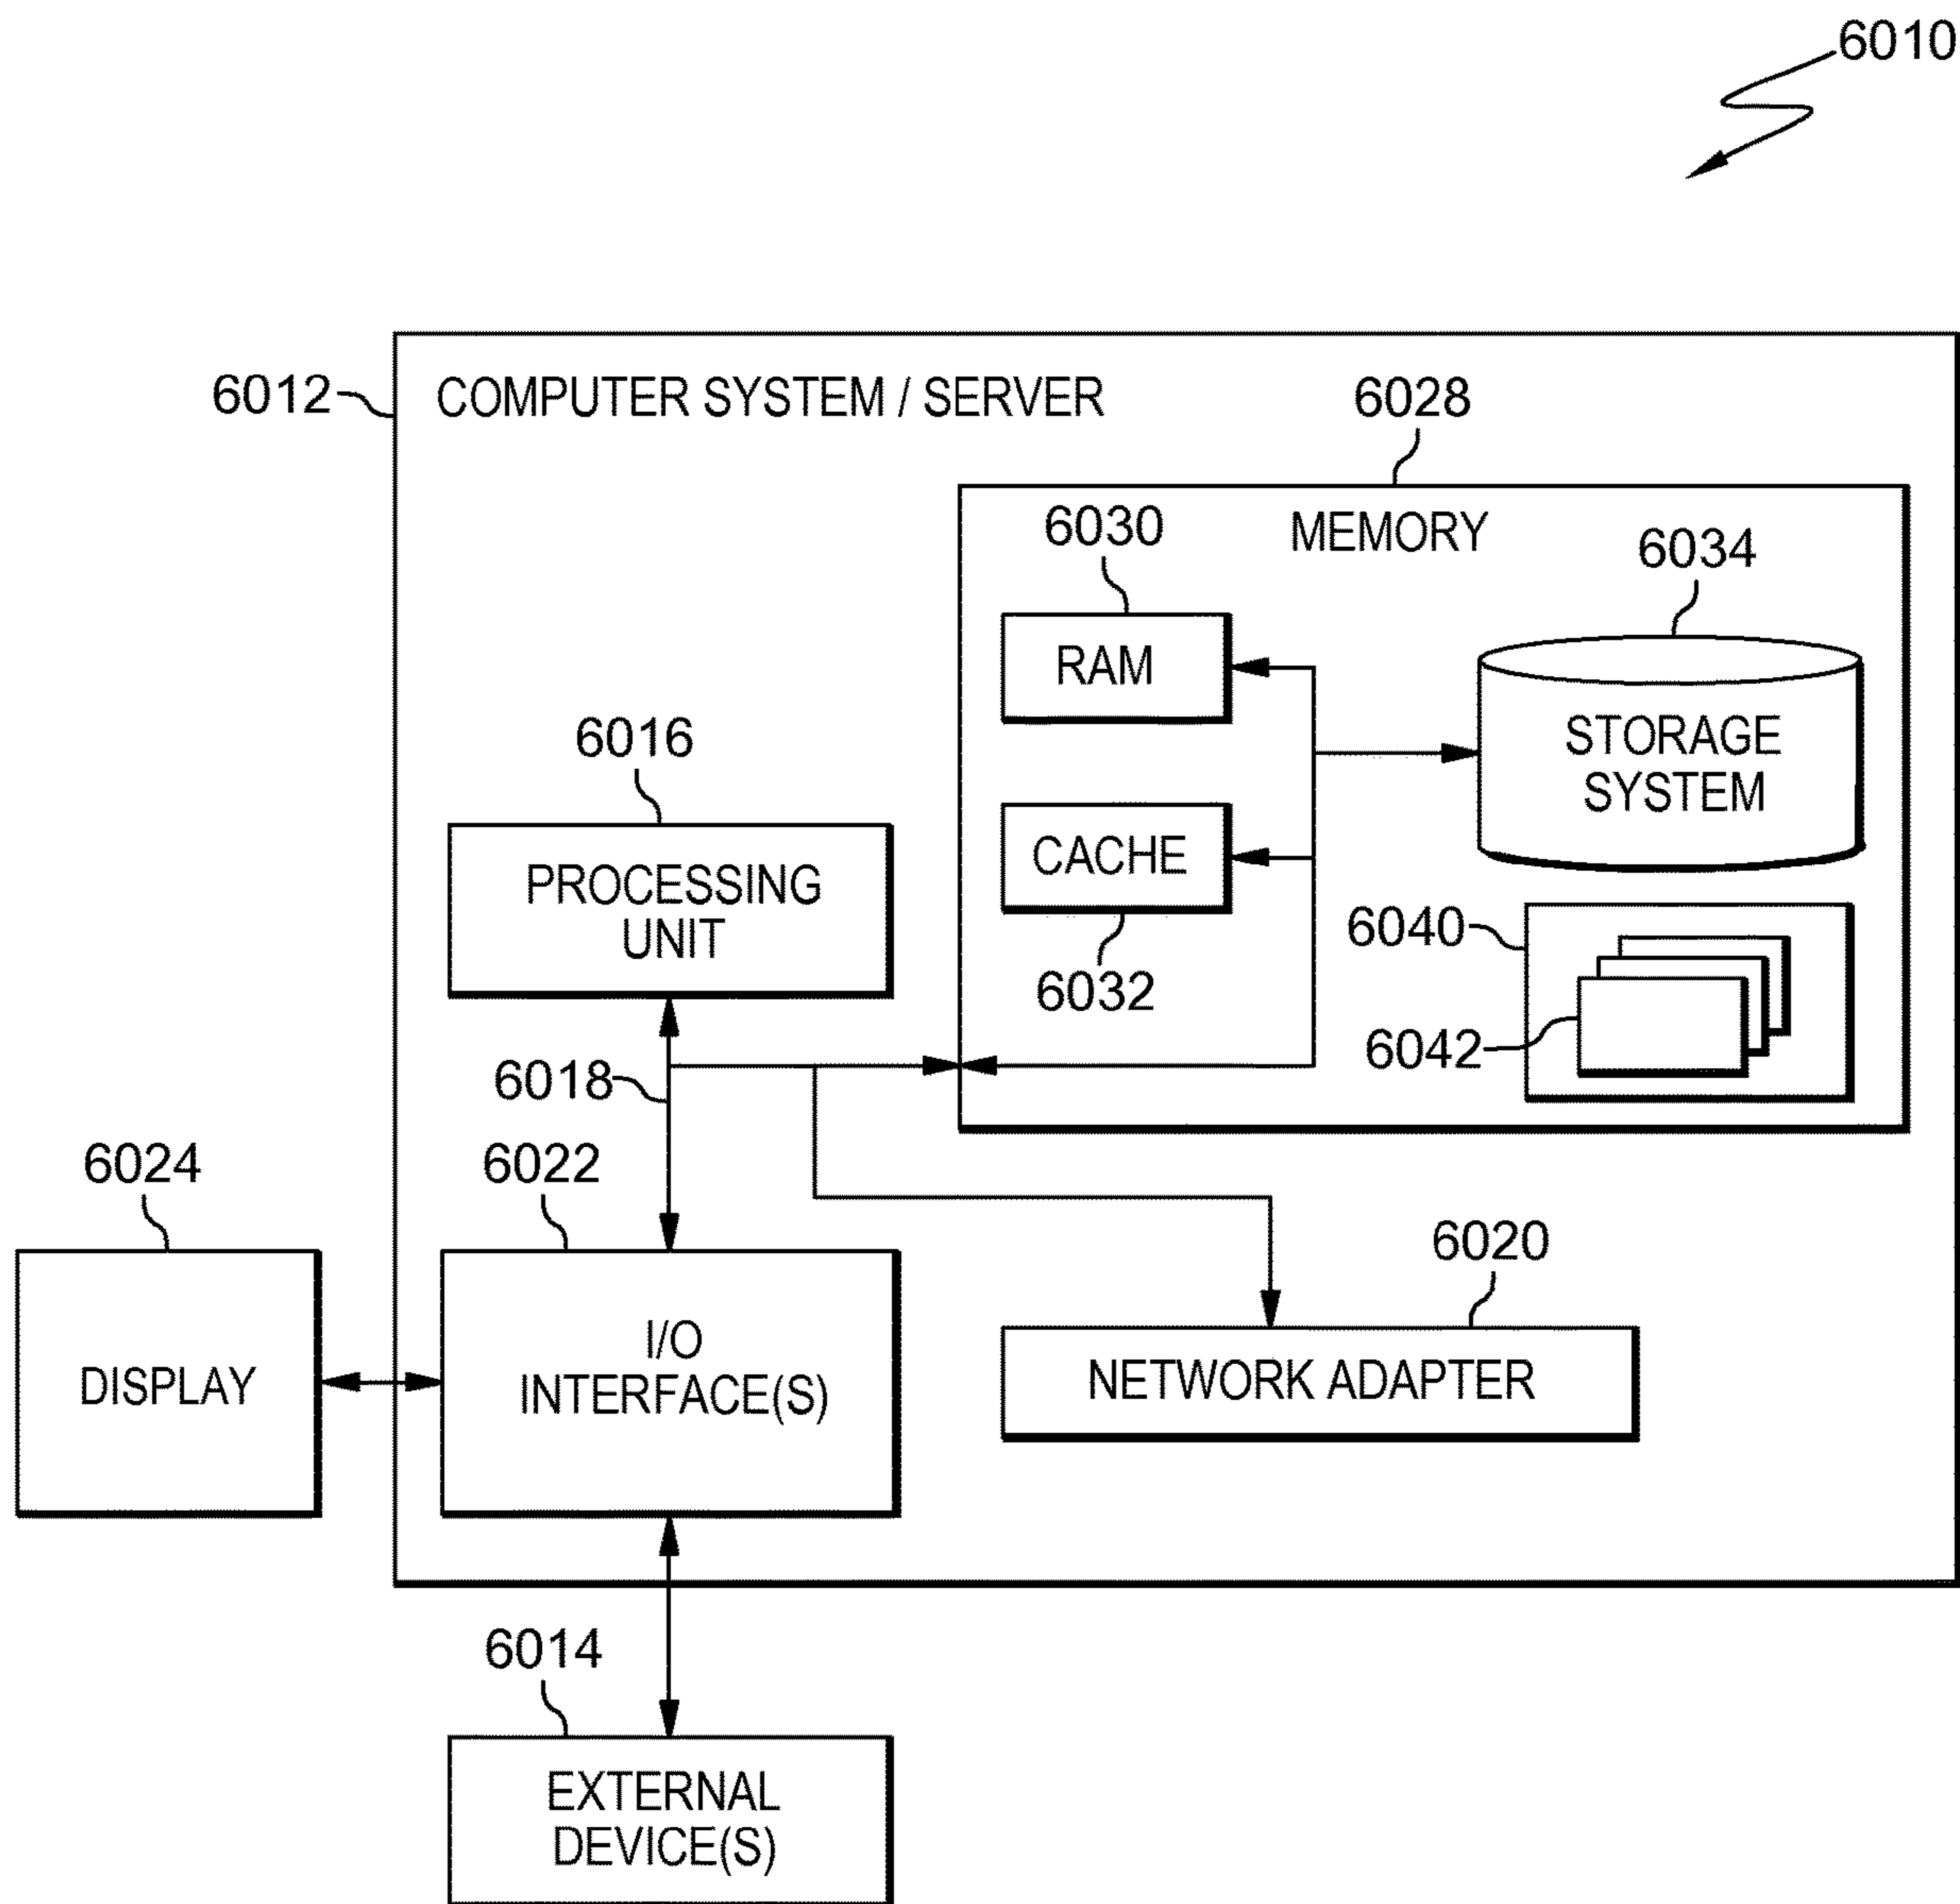 6010
6012
COMPUTER SYSTEM / SERVER
6028
MEMORY
6030
RAM
6034
STORAGE
SYSTEM
6016
PROCESSING
UNIT
CACHE
6032
6040
6042
6018
6024
DISPLAY
6022
I/O
INTERFACE(S)
6020
NETWORK ADAPTER
6014
EXTERNAL
DEVICE(S)